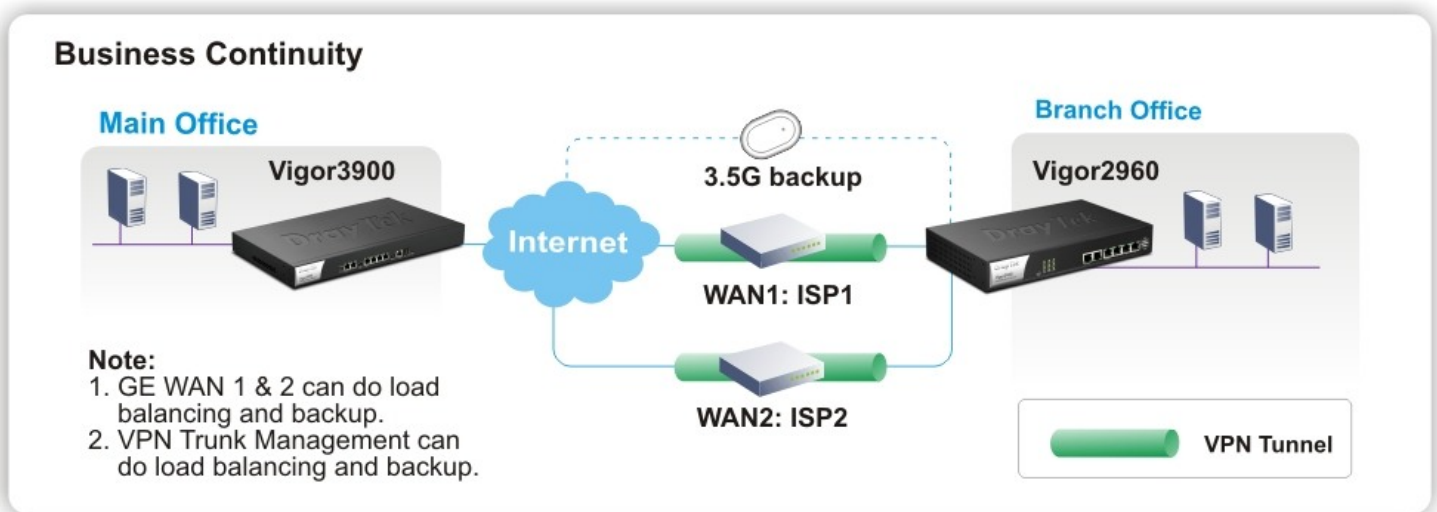 Business Continuity
Main Office
Vigor3900
DrayTek
Internet
3.5G backup
WAN1: ISP1
WAN2: ISP2
Branch Office
Vigor2960
DrayTek
Note:
1. GE WAN 1 & 2 can do load
balancing and backup.
2. VPN Trunk Management can
do load balancing and backup.
VPN Tunnel